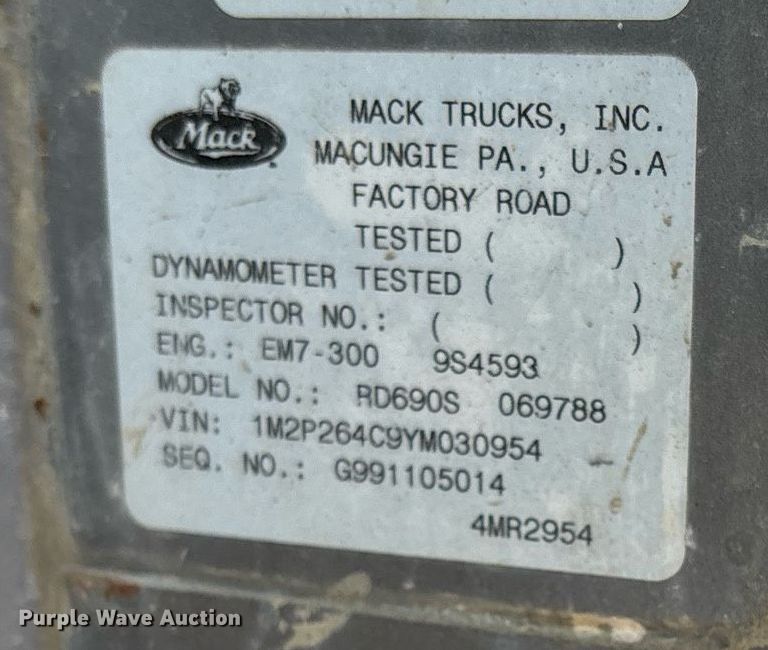 Mack
MACK TRUCKS, INC.
MACUNGIE PA., U.S.A
FACTORY ROAD
TESTED ( )
DYNAMOMETER TESTED ( )
INSPECTOR NO.: ( )
ENG.: EM7-300 9S4593
MODEL NO.: RD690S 069788
VIN: 1M2P264C9YM030954
SEQ. NO.: G991105014
4MR2954
Purple Wave Auction